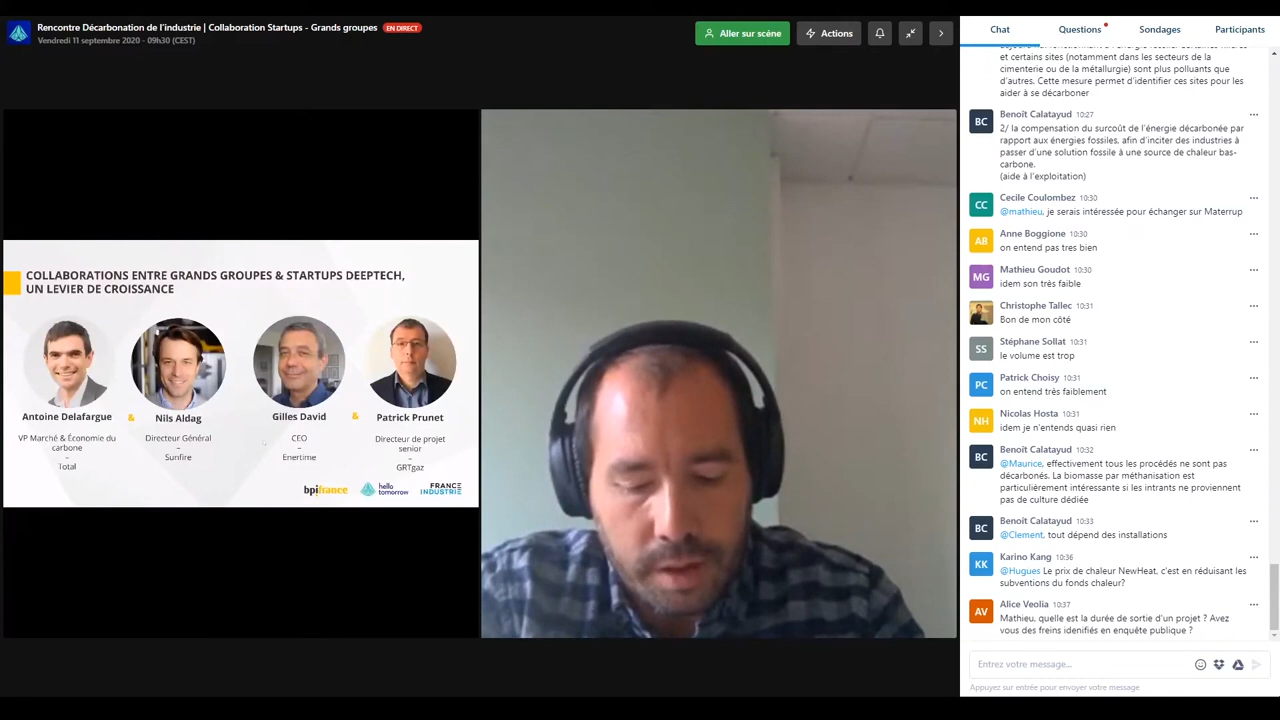 Rencontre Décarbonation de l'industrie | Collaboration Startups - Grands groupes
EN DIRECT
Vendredi 11 septembre 2020 - 09h30 (CEST)
Aller sur scène
Actions
Chat
Questions
Sondages
Participants
COLLABORATIONS ENTRE GRANDS GROUPES & STARTUPS DEEPTECH,
UN LEVIER DE CROISSANCE
Antoine Delafargue
&
Nils Aldag
Gilles David
&
Patrick Prunet
VP Marché & Économie du
carbone
–
Total
Directeur Général
–
Sunfire
CEO
–
Enertime
Directeur de projet
senior
–
GRTgaz
bpifrance
hello
tomorrow
FRANCE
INDUSTRIE
et certains sites (notamment dans les secteurs de la
cimenterie ou de la métallurgie) sont plus polluants que
d'autres. Cette mesure permet d'identifier ces sites pour les
aider à se décarboner
BC
Benoît Calatayud 10:27
2/ la compensation du surcoût de l'énergie décarbonée par
rapport aux énergies fossiles, afin d'inciter des industries à
passer d'une solution fossile à une source de chaleur bas-
carbone.
(aide à l'exploitation)
CC
Cecile Coulombez 10:30
@mathieu, je serais intéressée pour échanger sur Materrup
AB
Anne Boggione 10:30
on entend pas tres bien
MG
Mathieu Goudot 10:30
idem son très faible
Christophe Tallec 10:31
Bon de mon côté
SS
Stéphane Sollat 10:31
le volume est trop
PC
Patrick Choisy 10:31
on entend très faiblement
NH
Nicolas Hosta 10:31
idem je n'entends quasi rien
BC
Benoît Calatayud 10:32
@Maurice, effectivement tous les procédés ne sont pas
décarbonés. La biomasse par méthanisation est
particulièrement intéressante si les intrants ne proviennent
pas de culture dédiée
BC
Benoît Calatayud 10:33
@Clement, tout dépend des installations
KK
Karino Kang 10:36
@Hugues Le prix de chaleur NewHeat, c'est en réduisant les
subventions du fonds chaleur?
AV
Alice Veolia 10:37
Mathieu, quelle est la durée de sortie d'un projet ? Avez
vous des freins idenifiés en enquête publique ?
Entrez votre message...
Appuyez sur entrée pour envoyer votre message